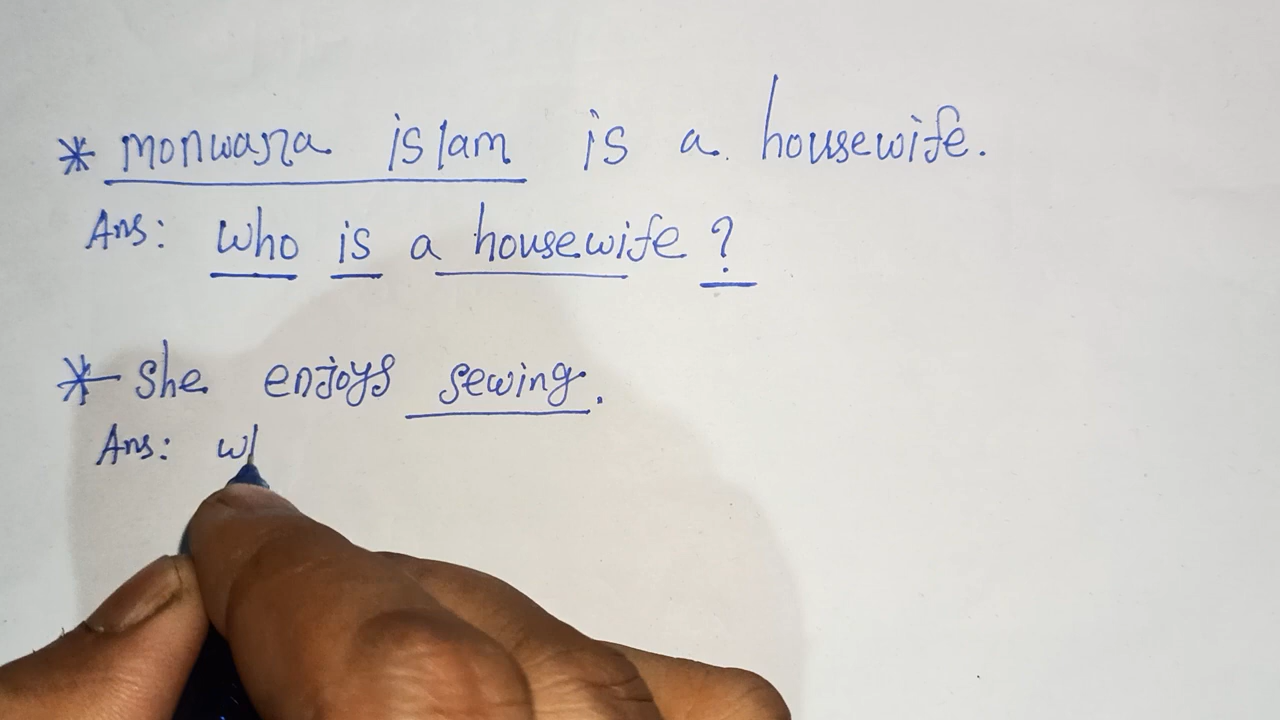 * monwara islam is a housewife.
Ans: who is a housewife ?
* She enjoys sewing.
Ans: w